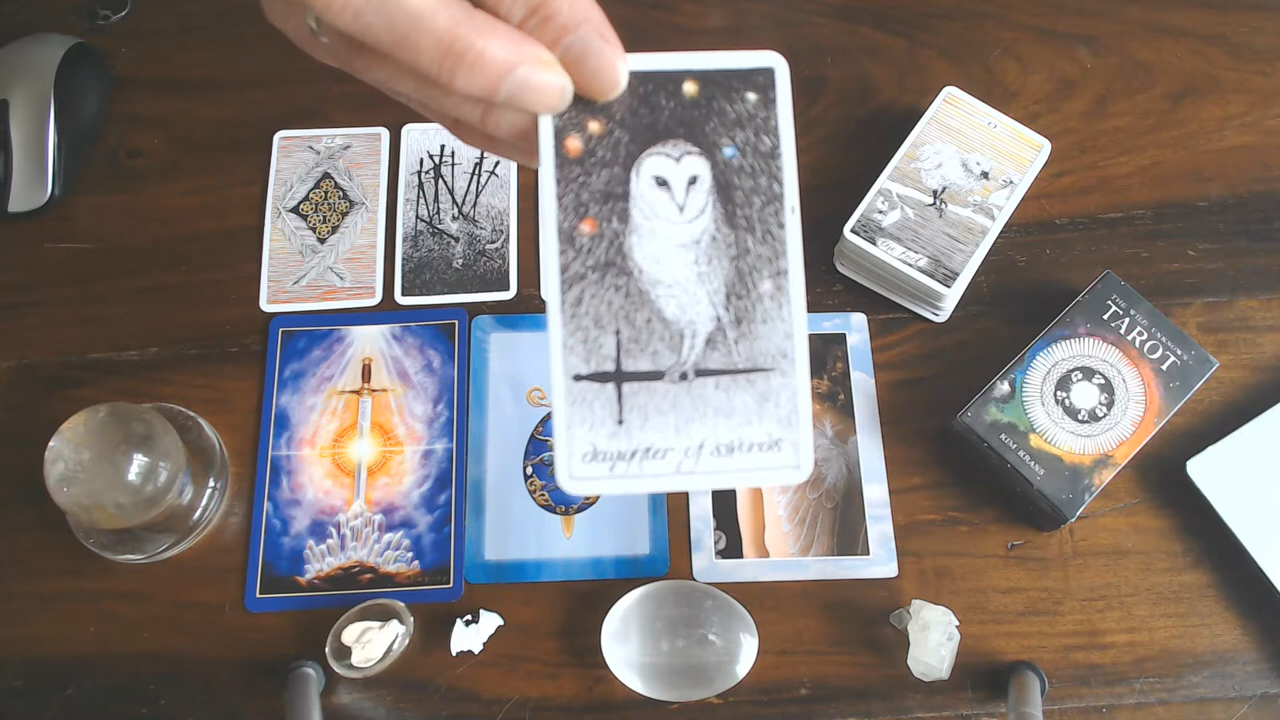 daughter of swords
the fool
THE WILD UNKNOWN
TAROT
KIM KRANS